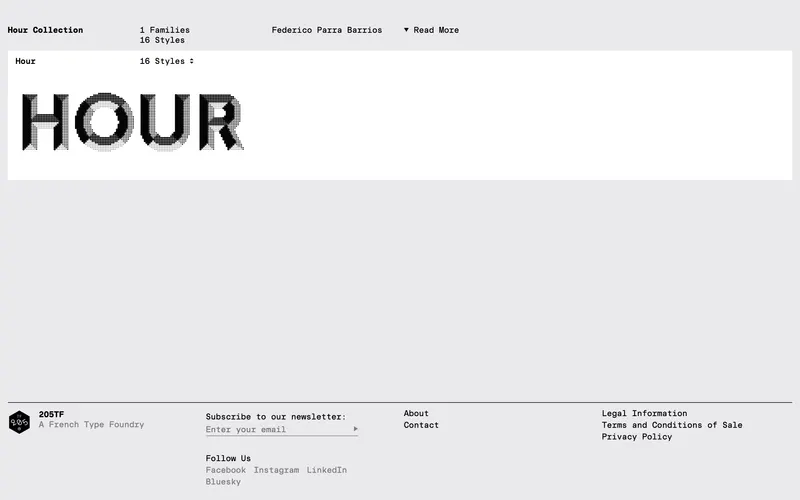 Hour Collection
1 Families
16 Styles
Federico Parra Barrios
▼ Read More
Hour
16 Styles
HOUR
205TF
A French Type Foundry
Subscribe to our newsletter:
Enter your email
Follow Us
Facebook Instagram LinkedIn
Bluesky
About
Contact
Legal Information
Terms and Conditions of Sale
Privacy Policy